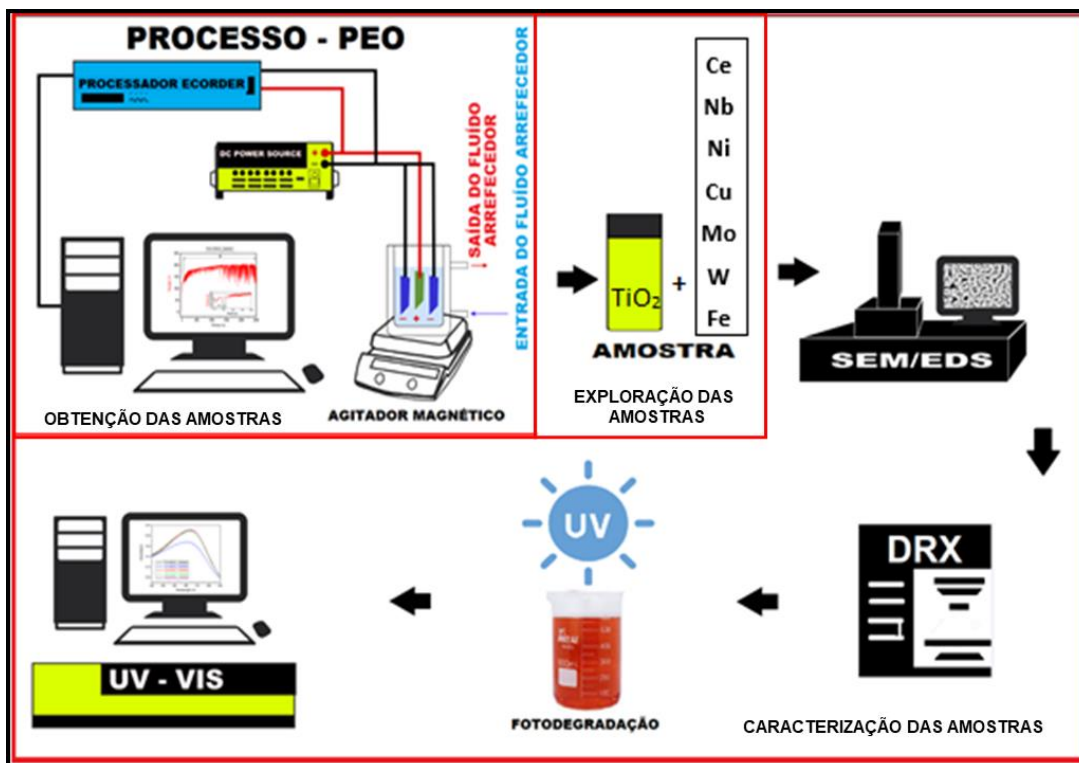 PROCESSO - PEO
PROCESSADOR ECORDER
DC POWER SOURCE
SAÍDA DO FLUÍDO
ARREFECEDOR
ENTRADA DO FLUÍDO ARREFECEDOR
OBTENÇÃO DAS AMOSTRAS
AGITADOR MAGNÉTICO
TiO₂
+
Ce
Nb
Ni
Cu
Mo
W
Fe
AMOSTRA
EXPLORAÇÃO DAS
AMOSTRAS
SEM/EDS
DRX
CARACTERIZAÇÃO DAS AMOSTRAS
UV
FOTODEGRADAÇÃO
UV - VIS